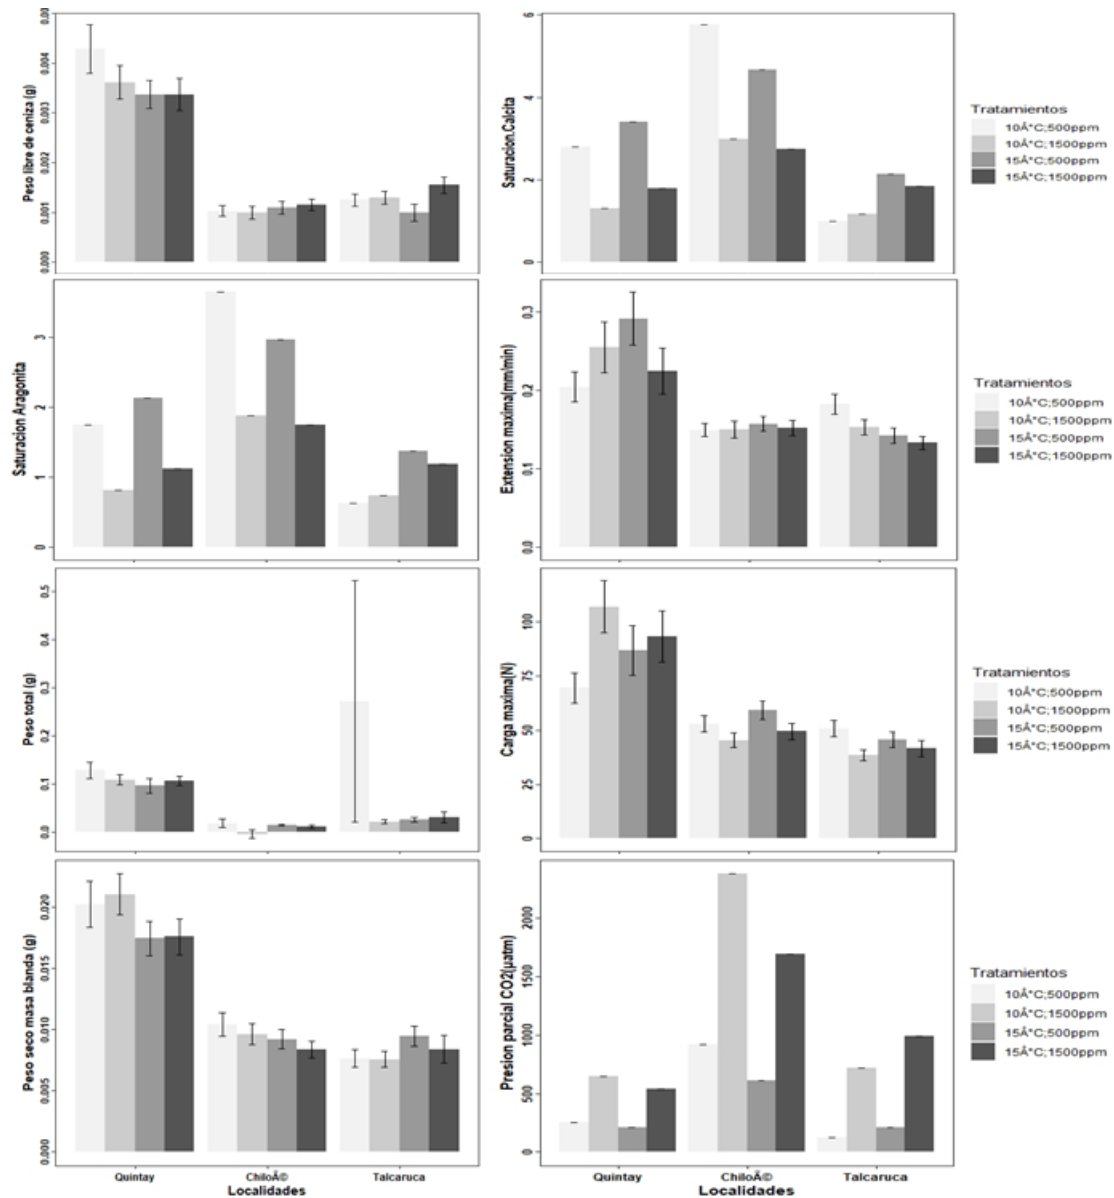 Peso libre de ceniza (g)
0.000
0.001
0.002
0.003
0.004
0.00
Saturacion.Calcita
0
2
4
6
Tratamientos
10Â°C;500ppm
10Â°C;1500ppm
15Â°C;500ppm
15Â°C;1500ppm
Saturacion Aragonita
0
1
2
3
Extension maxima(mm/min)
0.0
0.1
0.2
0.3
Tratamientos
10Â°C;500ppm
10Â°C;1500ppm
15Â°C;500ppm
15Â°C;1500ppm
Peso total (g)
0.0
0.1
0.2
0.3
0.4
0.5
Carga maxima(N)
0
25
50
75
100
Tratamientos
10Â°C;500ppm
10Â°C;1500ppm
15Â°C;500ppm
15Â°C;1500ppm
Peso seco masa blanda (g)
0.000
0.005
0.010
0.015
0.020
Quintay
ChiloÃ©
Talcaruca
Localidades
Presion parcial CO2(µatm)
0
500
1000
1500
2000
Quintay
ChiloÃ©
Talcaruca
Localidades
Tratamientos
10Â°C;500ppm
10Â°C;1500ppm
15Â°C;500ppm
15Â°C;1500ppm